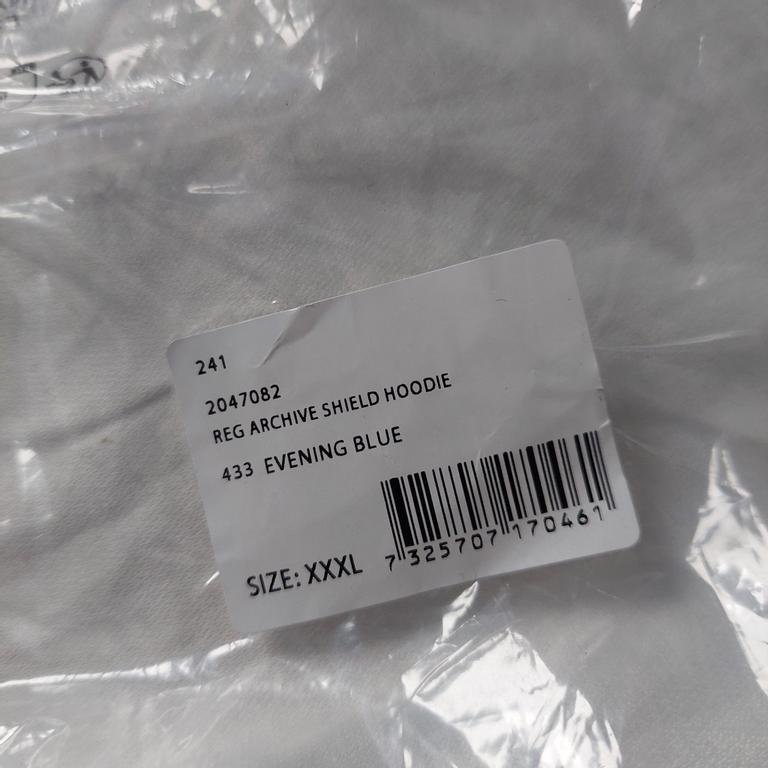 241
2047082
REG ARCHIVE SHIELD HOODIE
433 EVENING BLUE
SIZE: XXXL
7 325707 170461